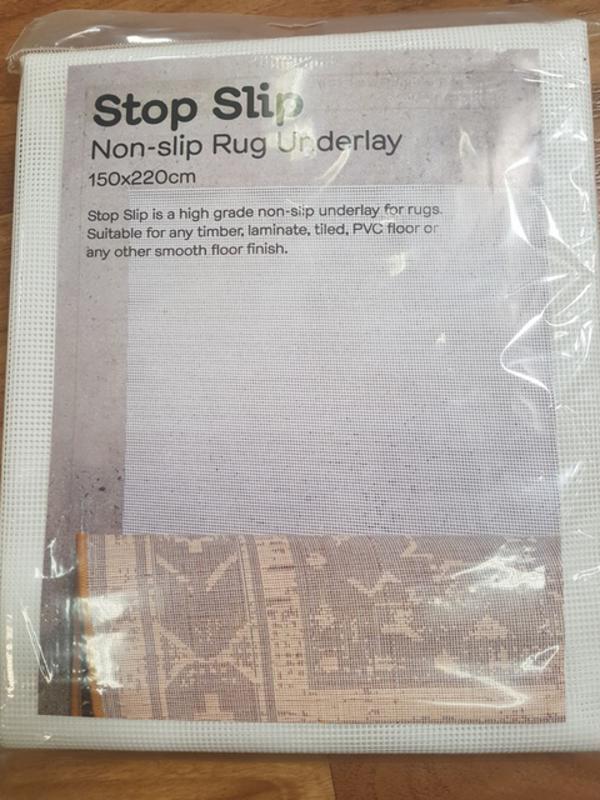 Stop Slip
Non-slip Rug Underlay
150x220cm
Stop Slip is a high grade non-slip underlay for rugs.
Suitable for any timber, laminate, tiled, PVC floor or
any other smooth floor finish.